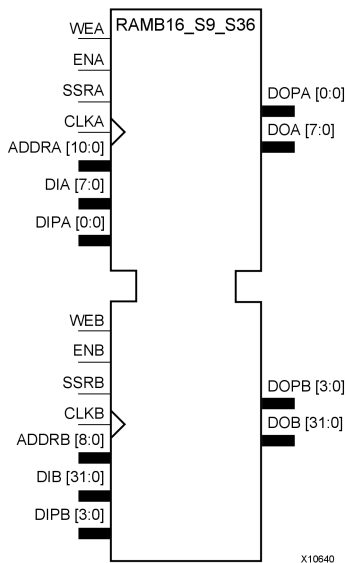 RAMB16_S9_S36
WEA
ENA
SSRA
CLKA
ADDRA [10:0]
DIA [7:0]
DIPA [0:0]
DOPA [0:0]
DOA [7:0]
WEB
ENB
SSRB
CLKB
ADDRB [8:0]
DIB [31:0]
DIPB [3:0]
DOPB [3:0]
DOB [31:0]
X10640